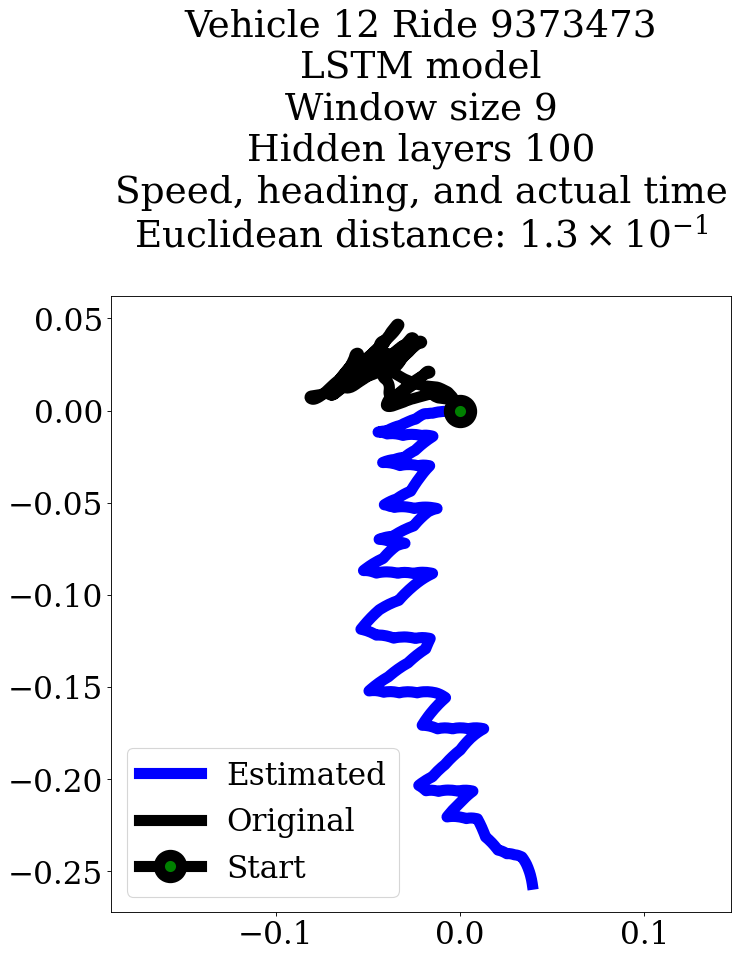 Vehicle 12 Ride 9373473
LSTM model
Window size 9
Hidden layers 100
Speed, heading, and actual time
Euclidean distance: 1.3 × 10⁻¹
0.05
0.00
−0.05
−0.10
−0.15
−0.20
−0.25
Estimated
Original
Start
−0.1 0.0 0.1